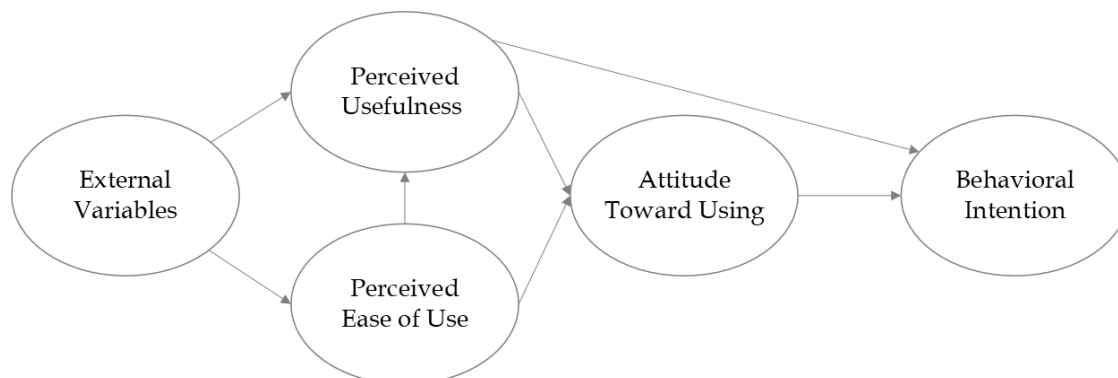 Perceived
Usefulness
External
Variables
Attitude
Toward Using
Behavioral
Intention
Perceived
Ease of Use